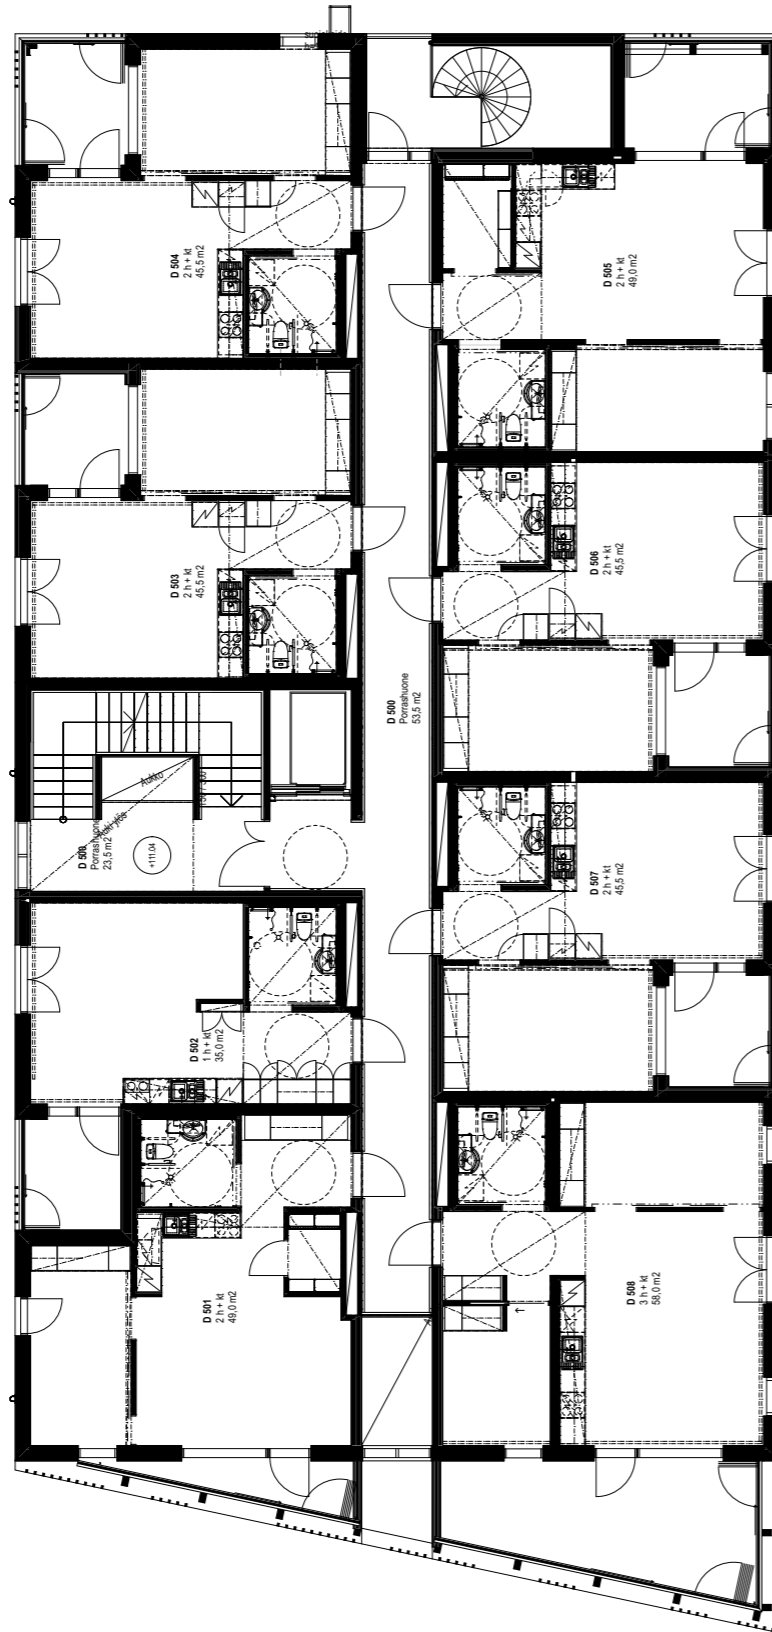 D 504
2 h + kt
45,5 m2
D 505
2 h + kt
49,0 m2
D 503
2 h + kt
45,5 m2
D 506
2 h + kt
45,5 m2
D 500
Porrashuone
53,5 m2
Aukko
D 500
Porrashuone
23,5 m2
+111.04
D 507
2 h + kt
45,5 m2
D 502
1 h + kt
35,0 m2
D 501
2 h + kt
49,0 m2
D 508
3 h + kt
58,0 m2